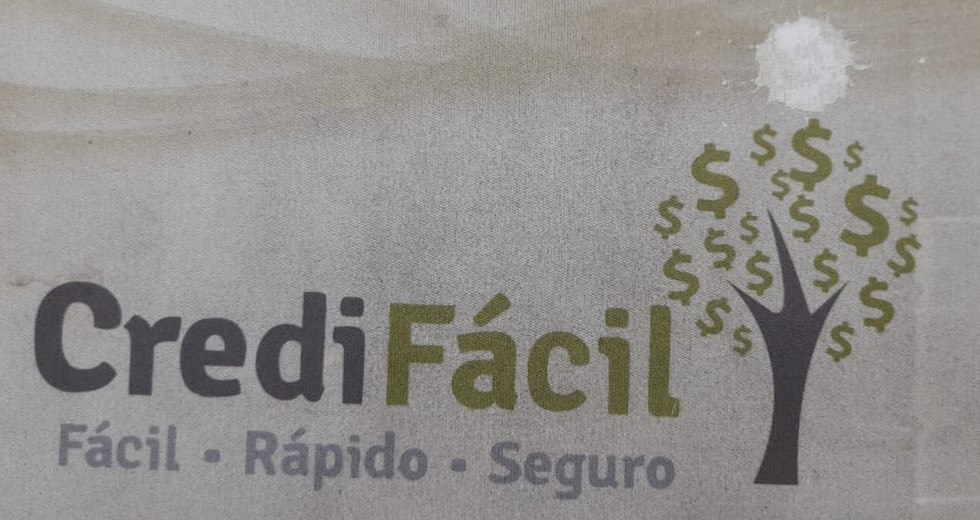 CrediFácil
Fácil • Rápido • Seguro